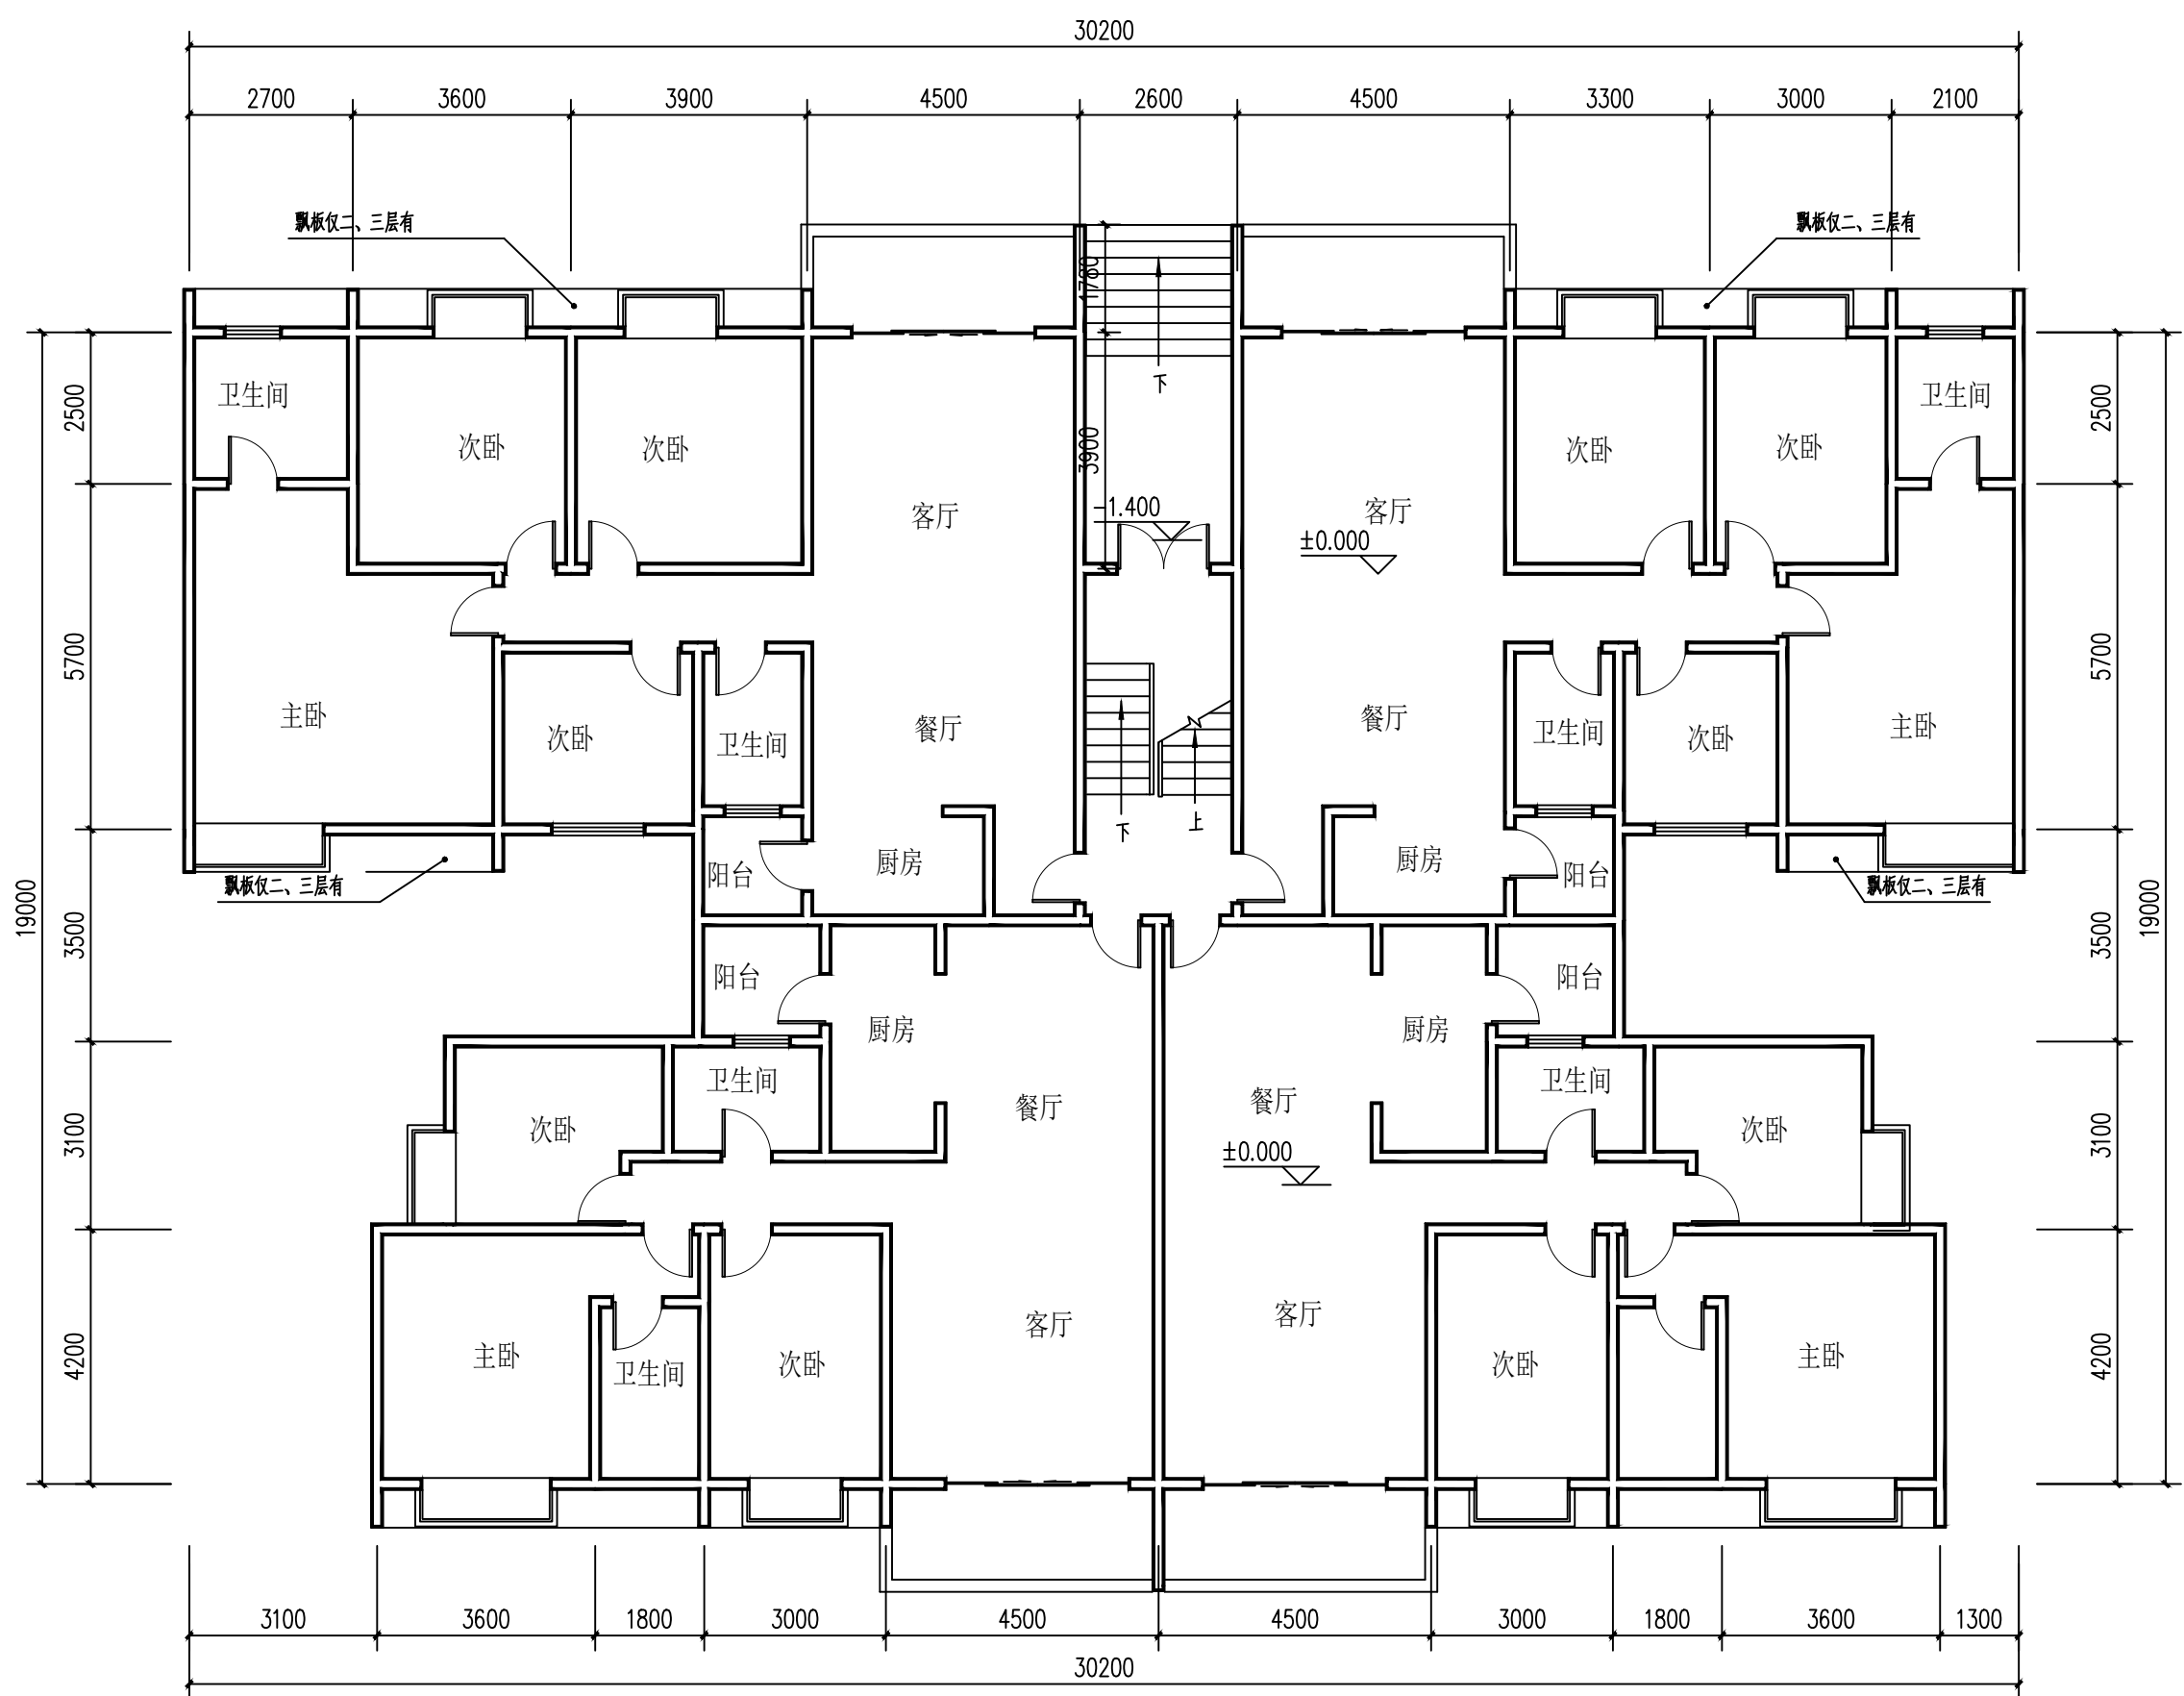 30200
2700 3600 3900 4500 2600 4500 3300 3000 2100
飘板仅二、三层有 飘板仅二、三层有
1780
下
卫生间 卫生间
2500 2500
次卧 次卧 次卧 次卧
3900
-1.400
客厅 客厅
±0.000
5700 5700
主卧 次卧 卫生间 餐厅 餐厅 卫生间 次卧 主卧
下 上
阳台 厨房 厨房 阳台
飘板仅二、三层有 飘板仅二、三层有
19000 3500 3500 19000
阳台 阳台
厨房 厨房
卫生间 卫生间
餐厅 餐厅
3100 次卧 次卧 3100
±0.000
客厅 客厅
4200 4200
主卧 卫生间 次卧 次卧 主卧
3100 3600 1800 3000 4500 4500 3000 1800 3600 1300
30200